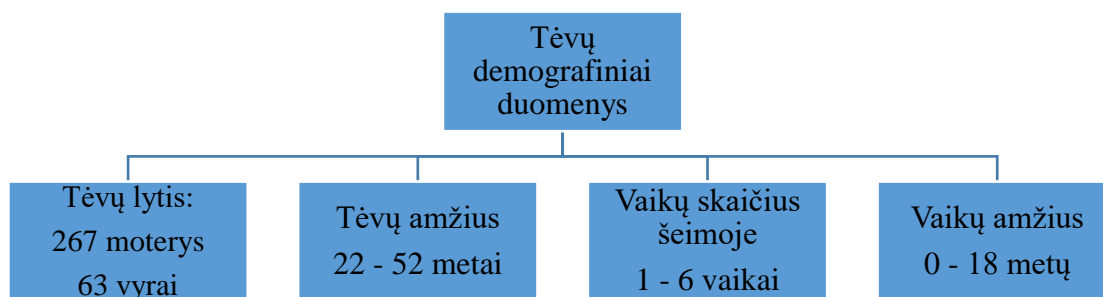 Tėvų
demografiniai
duomenys
Tėvų lytis:
267 moterys
63 vyrai
Tėvų amžius
22 - 52 metai
Vaikų skaičius
šeimoje
1 - 6 vaikai
Vaikų amžius
0 - 18 metų